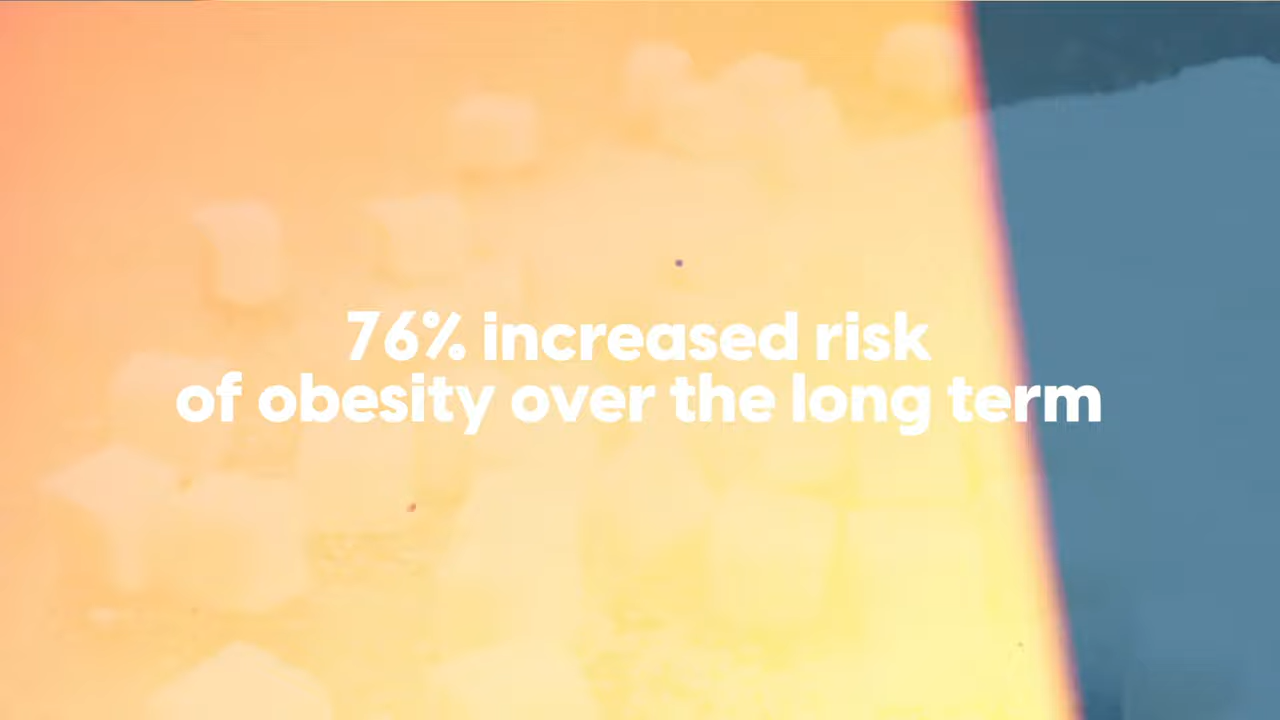 76% increased risk
of obesity over the long term